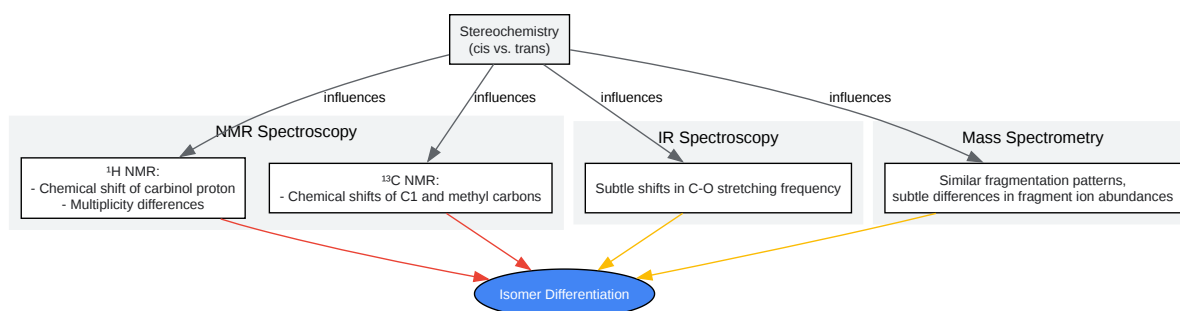 Stereochemistry
(cis vs. trans)
influences
influences
influences
influences
NMR Spectroscopy
IR Spectroscopy
Mass Spectrometry
¹H NMR:
- Chemical shift of carbinol proton
- Multiplicity differences
¹³C NMR:
- Chemical shifts of C1 and methyl carbons
Subtle shifts in C-O stretching frequency
Similar fragmentation patterns,
subtle differences in fragment ion abundances
Isomer Differentiation